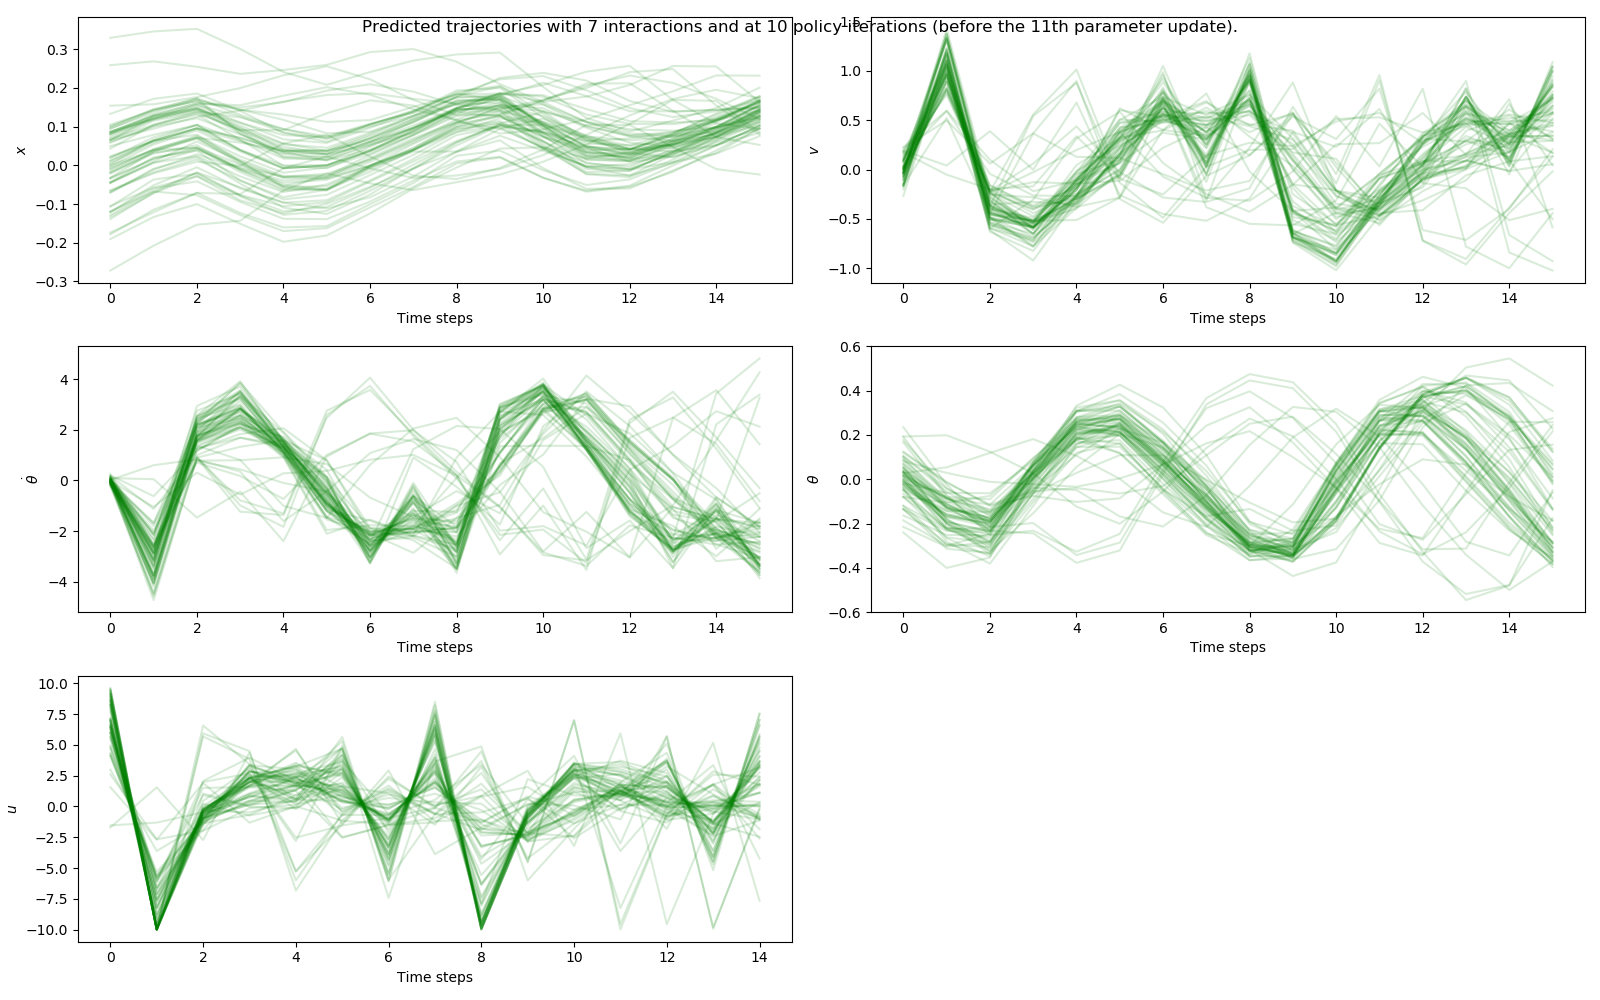 Predicted trajectories with 7 interactions and at 10 policy iterations (before the 11th parameter update).
0.3
0.2
0.1
0.0
−0.1
−0.2
−0.3
x
0 2 4 6 8 10 12 14
Time steps
1.5
1.0
0.5
0.0
−0.5
−1.0
v
0 2 4 6 8 10 12 14
Time steps
4
2
0
−2
−4
θ̇
0 2 4 6 8 10 12 14
Time steps
0.6
0.4
0.2
0.0
−0.2
−0.4
−0.6
θ
0 2 4 6 8 10 12 14
Time steps
10.0
7.5
5.0
2.5
0.0
−2.5
−5.0
−7.5
−10.0
u
0 2 4 6 8 10 12 14
Time steps